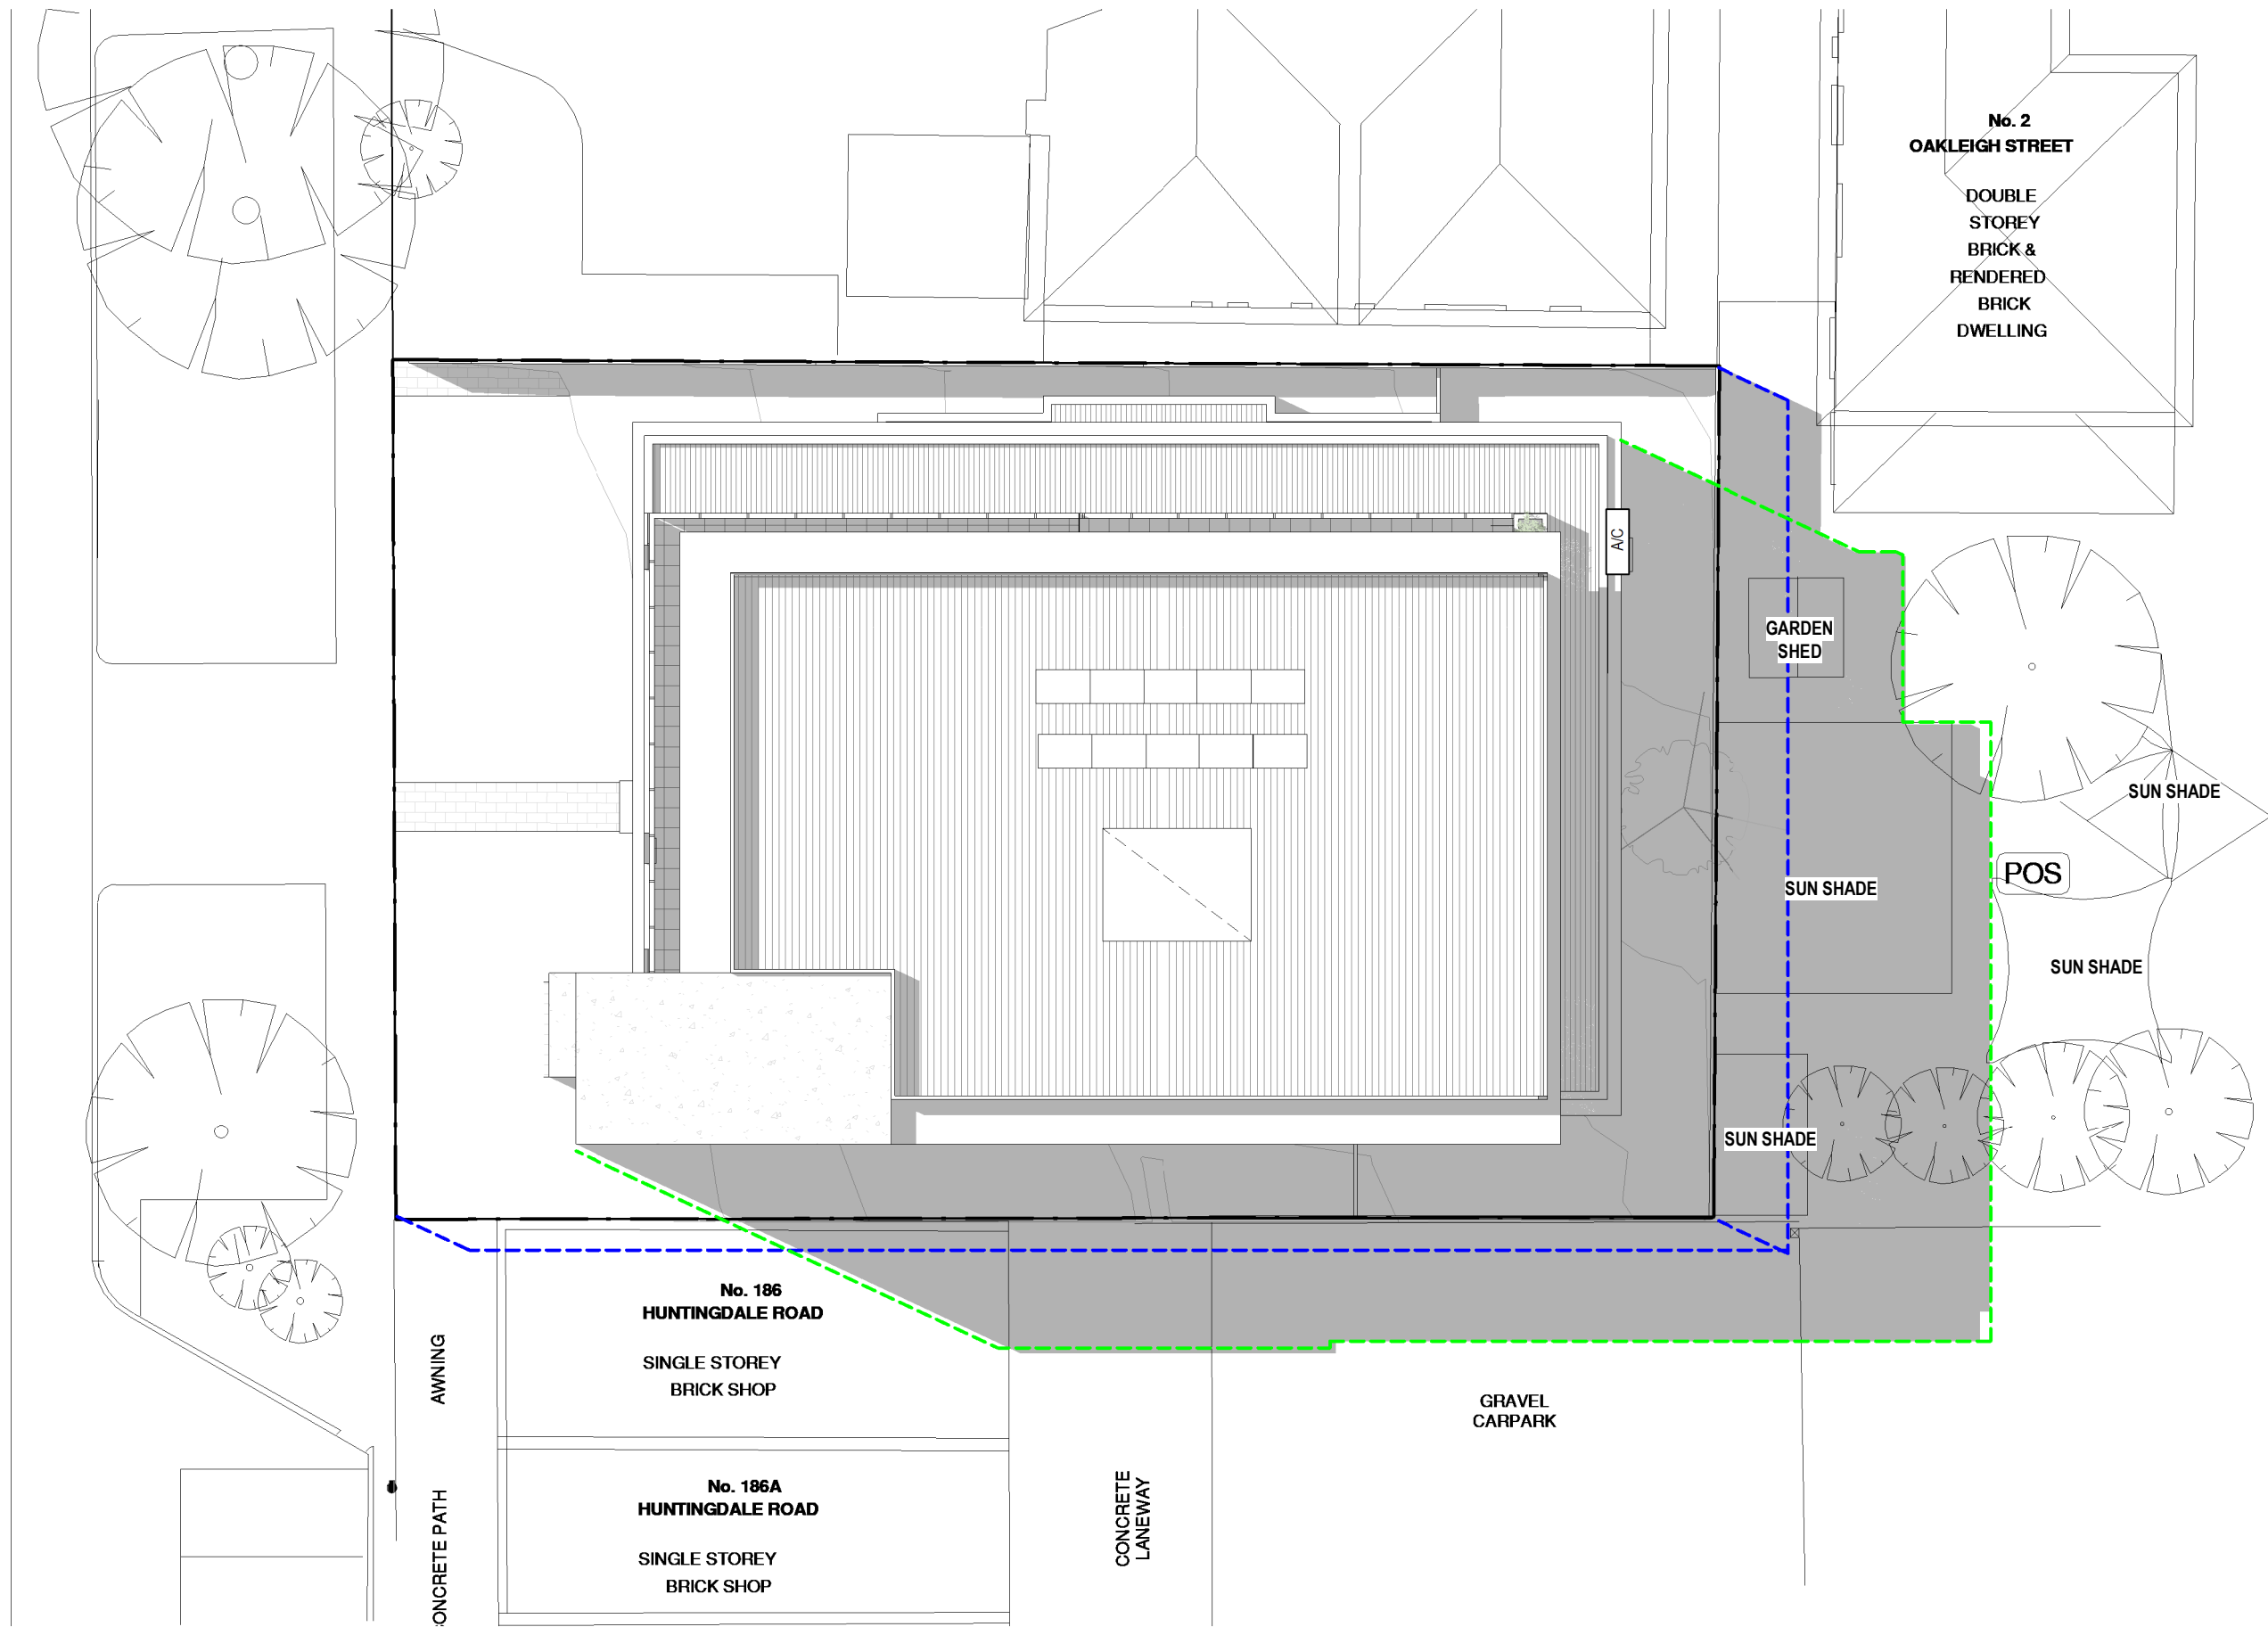 No. 2
OAKLEIGH STREET
DOUBLE
STOREY
BRICK &
RENDERED
BRICK
DWELLING
A/C
GARDEN
SHED
SUN SHADE
POS
SUN SHADE
SUN SHADE
SUN SHADE
No. 186
HUNTINGDALE ROAD
SINGLE STOREY
BRICK SHOP
AWNING
GRAVEL
CARPARK
No. 186A
HUNTINGDALE ROAD
SINGLE STOREY
BRICK SHOP
CONCRETE
LANEWAY
CONCRETE PATH